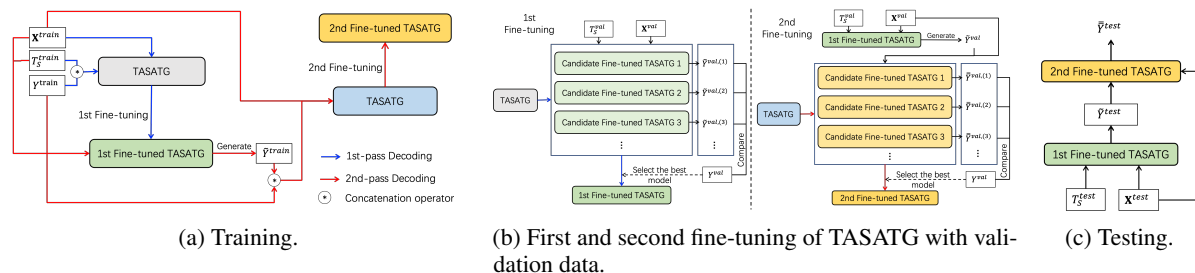 X^train
T_S^train
Y^train
*
TASATG
1st Fine-tuning
1st Fine-tuned TASATG
Generate
Ỹ^train
*
2nd Fine-tuned TASATG
2nd Fine-tuning
TASATG
1st-pass Decoding
2nd-pass Decoding
* Concatenation operator
(a) Training.
1st
Fine-tuning
T_S^val
X^val
TASATG
Candidate Fine-tuned TASATG 1
Candidate Fine-tuned TASATG 2
Candidate Fine-tuned TASATG 3
⋮
Ỹ^val,(1)
Ỹ^val,(2)
Ỹ^val,(3)
⋮
Compare
Select the best
model
Y^val
1st Fine-tuned TASATG
2nd
Fine-tuning
T_S^val
X^val
1st Fine-tuned TASATG
Generate
Ỹ^val
TASATG
Candidate Fine-tuned TASATG 1
Candidate Fine-tuned TASATG 2
Candidate Fine-tuned TASATG 3
⋮
Ỹ^val,(1)
Ỹ^val,(2)
Ỹ^val,(3)
⋮
Compare
Select the best
model
Y^val
2nd Fine-tuned TASATG
(b) First and second fine-tuning of TASATG with vali-
dation data.
Ỹ̄^test
2nd Fine-tuned TASATG
Ỹ^test
1st Fine-tuned TASATG
T_S^test
X^test
(c) Testing.